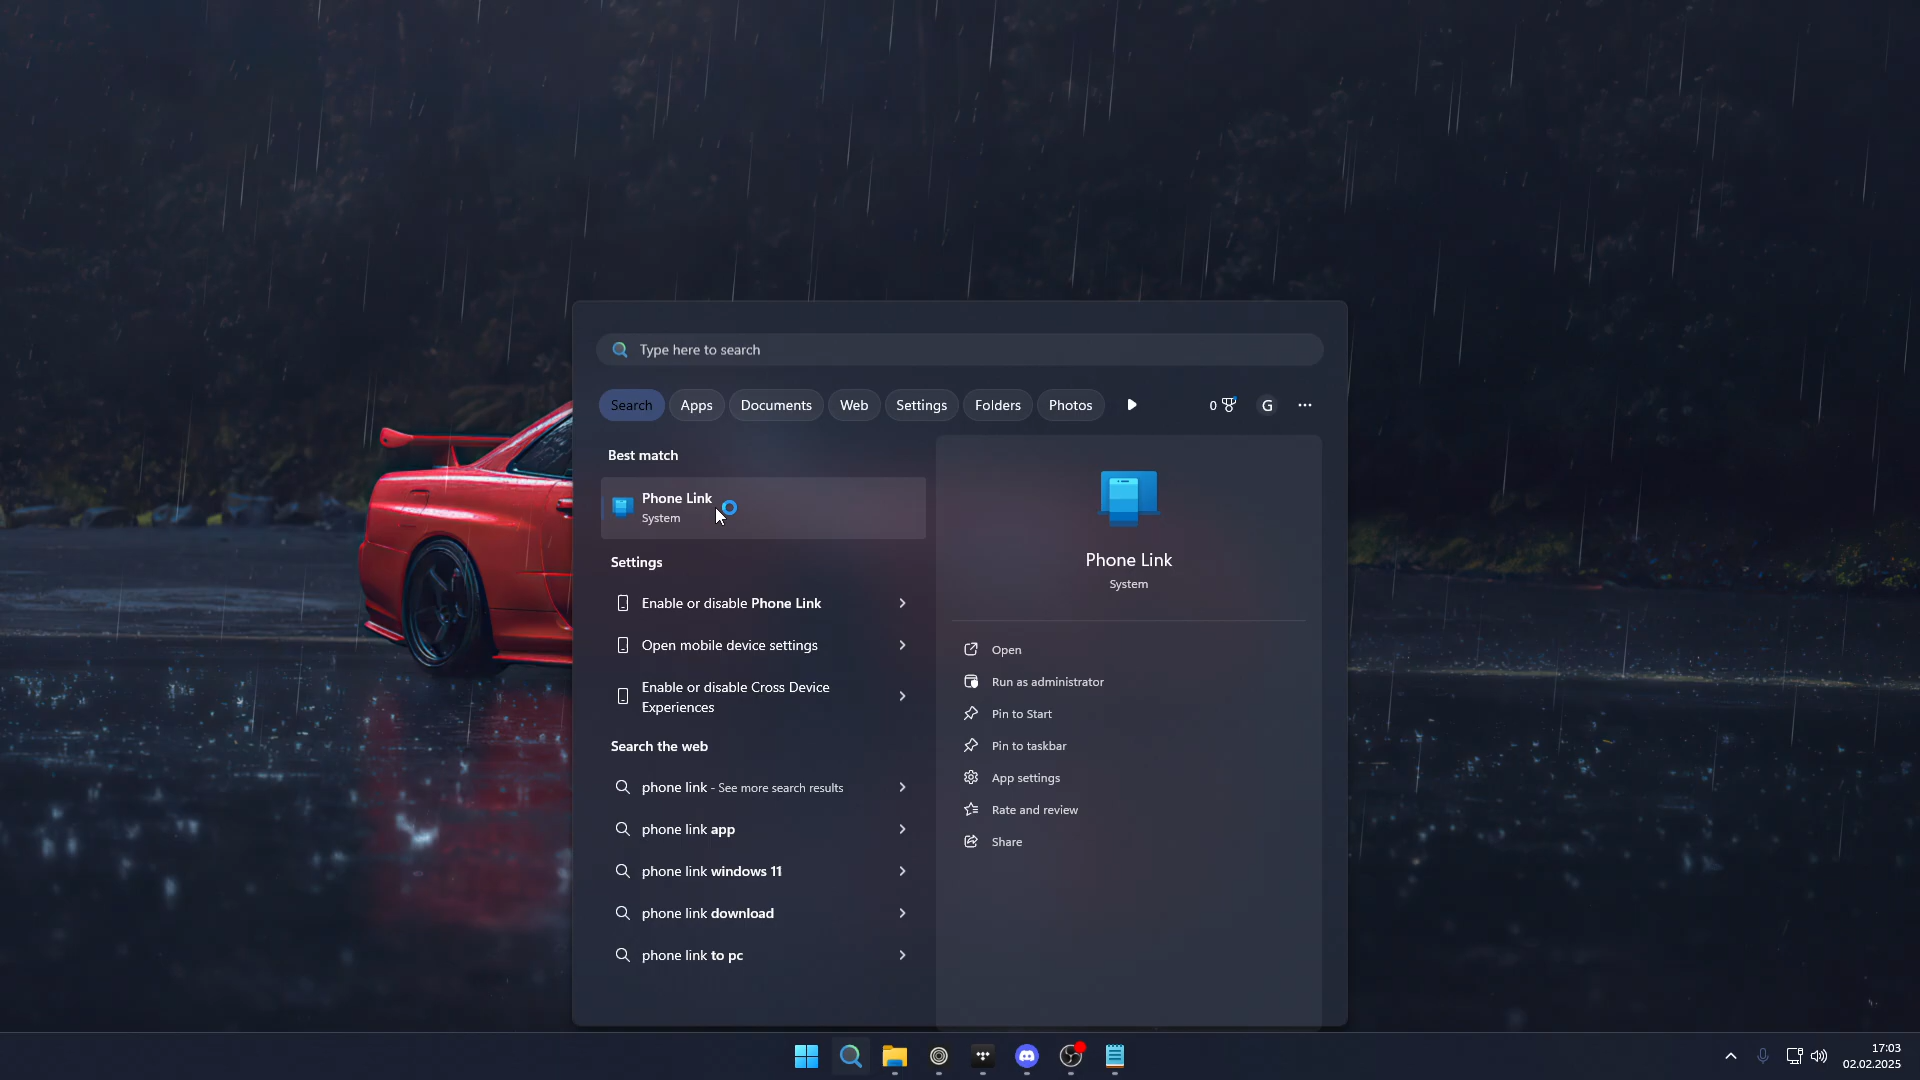 Type here to search
Search Apps Documents Web Settings Folders Photos 0 G
Best match
Phone Link
System
Settings
Enable or disable Phone Link
Open mobile device settings
Enable or disable Cross Device
Experiences
Search the web
phone link - See more search results
phone link app
phone link windows 11
phone link download
phone link to pc
Phone Link
System
Open
Run as administrator
Pin to Start
Pin to taskbar
App settings
Rate and review
Share
17:03
02.02.2025